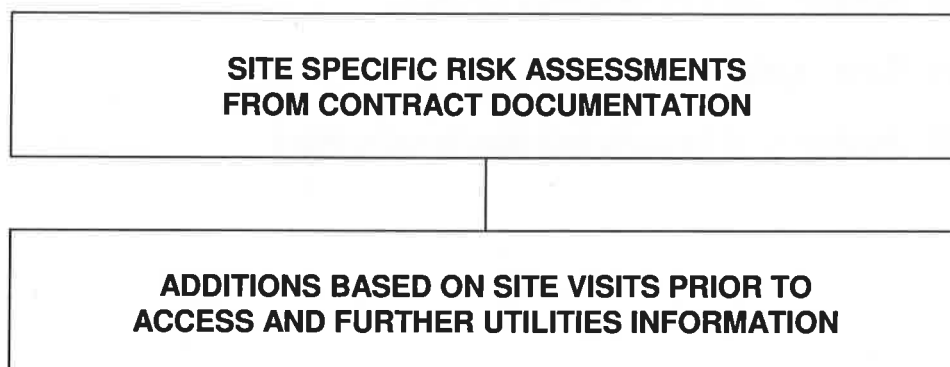 SITE SPECIFIC RISK ASSESSMENTS
FROM CONTRACT DOCUMENTATION
ADDITIONS BASED ON SITE VISITS PRIOR TO
ACCESS AND FURTHER UTILITIES INFORMATION